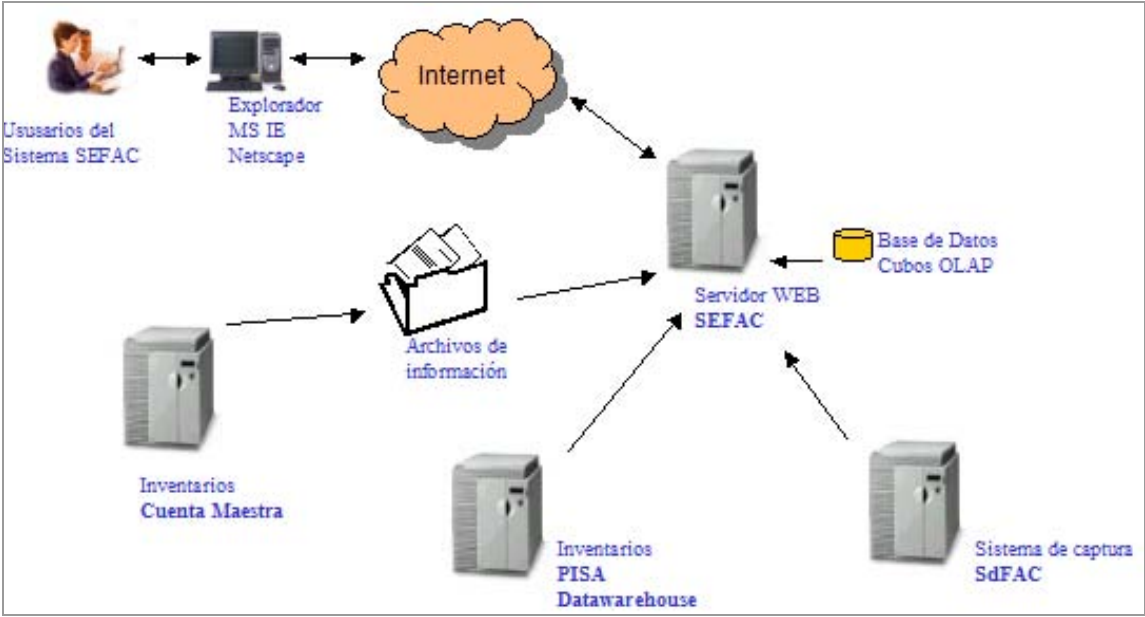 Internet
Explorador
MS IE
Netscape
Ususarios del
Sistema SEFAC
Base de Datos
Cubos OLAP
Servidor WEB
SEFAC
Archivos de
información
Inventarios
Cuenta Maestra
Inventarios
PISA
Datawarehouse
Sistema de captura
SdFAC